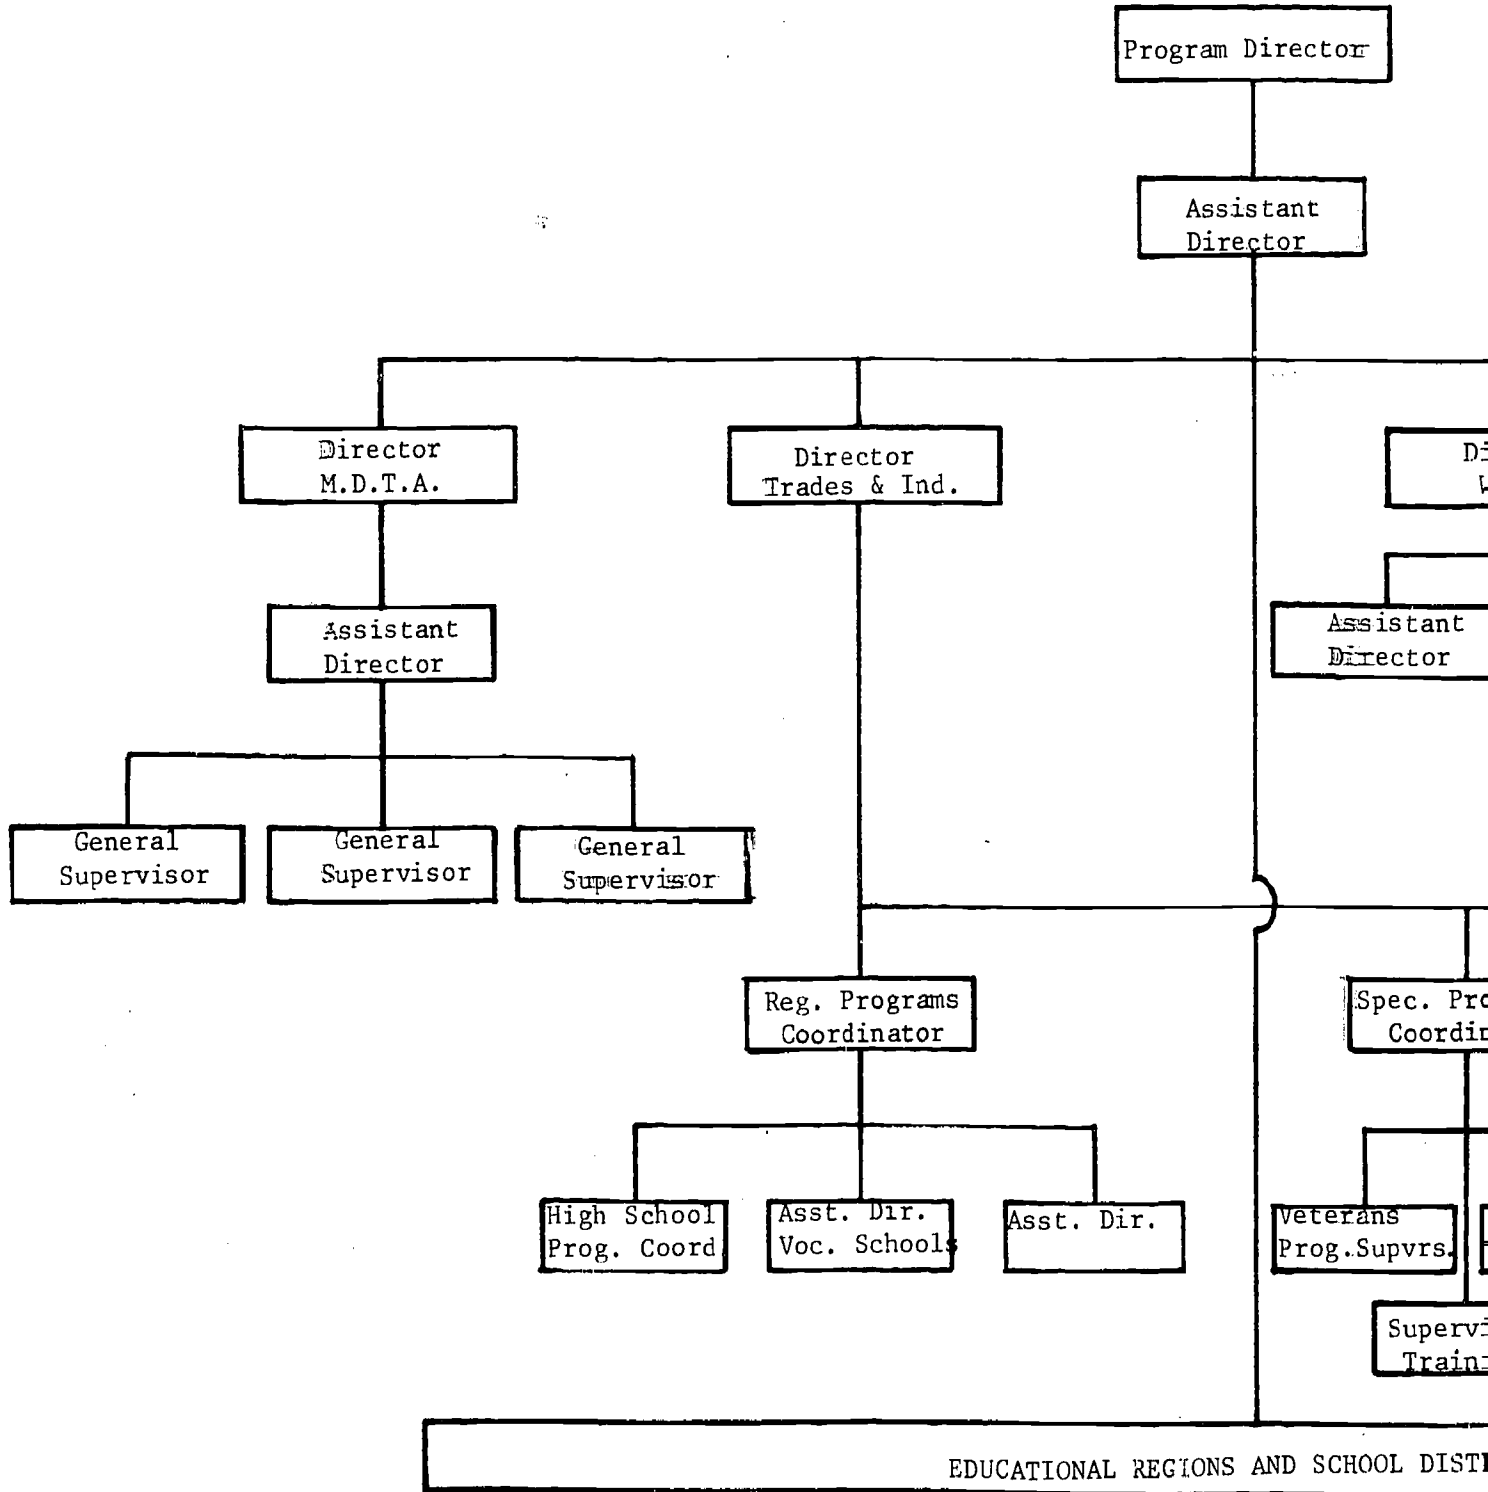 Program Director
Assistant
Director
Director
M.D.T.A.
Director
Trades & Ind.
Assistant
Director
Assistant
Director
General
Supervisor
General
Supervisor
General
Supervisor
Reg. Programs
Coordinator
Spec.
High School
Prog. Coord
Asst. Dir.
Voc. Schools
Asst. Dir.
Veterans
Prog.Supvrs.
EDUCATIONAL REGIONS AND SCHOOL